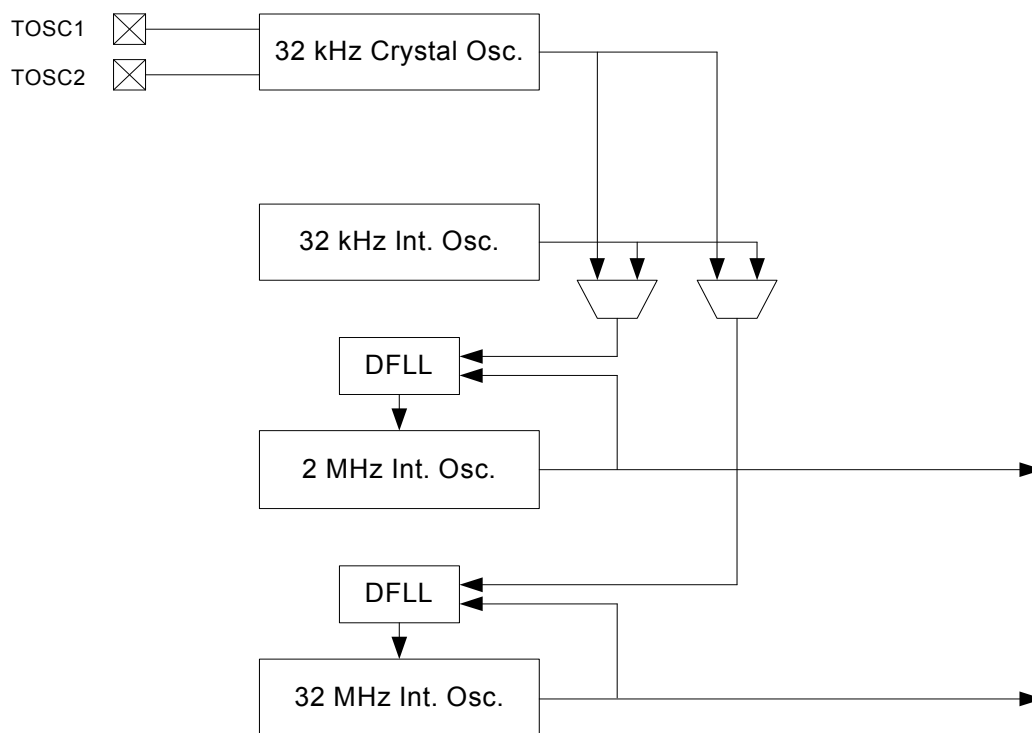 TOSC1
TOSC2
32 kHz Crystal Osc.
32 kHz Int. Osc.
DFLL
2 MHz Int. Osc.
DFLL
32 MHz Int. Osc.